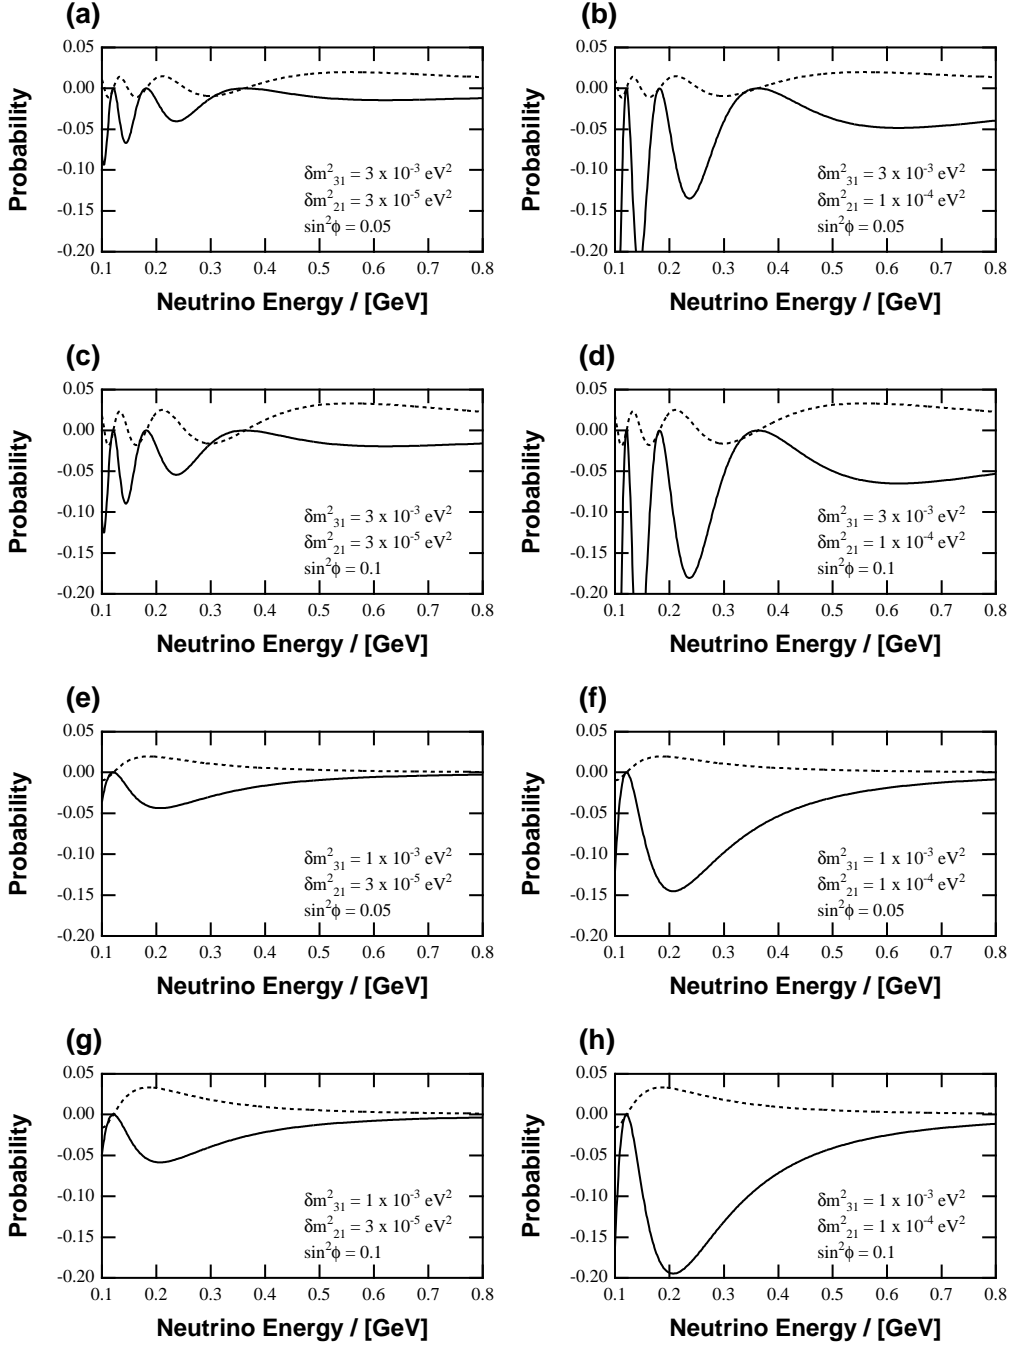 (a)
(b)
0.05
0.00
-0.05
-0.10
-0.15
-0.20
Probability
δm²₃₁ = 3 x 10⁻³ eV²
δm²₂₁ = 3 x 10⁻⁵ eV²
sin²ϕ = 0.05
0.1 0.2 0.3 0.4 0.5 0.6 0.7 0.8
Neutrino Energy / [GeV]
0.05
0.00
-0.05
-0.10
-0.15
-0.20
Probability
δm²₃₁ = 3 x 10⁻³ eV²
δm²₂₁ = 1 x 10⁻⁴ eV²
sin²ϕ = 0.05
0.1 0.2 0.3 0.4 0.5 0.6 0.7 0.8
Neutrino Energy / [GeV]
(c)
(d)
0.05
0.00
-0.05
-0.10
-0.15
-0.20
Probability
δm²₃₁ = 3 x 10⁻³ eV²
δm²₂₁ = 3 x 10⁻⁵ eV²
sin²ϕ = 0.1
0.1 0.2 0.3 0.4 0.5 0.6 0.7 0.8
Neutrino Energy / [GeV]
0.05
0.00
-0.05
-0.10
-0.15
-0.20
Probability
δm²₃₁ = 3 x 10⁻³ eV²
δm²₂₁ = 1 x 10⁻⁴ eV²
sin²ϕ = 0.1
0.1 0.2 0.3 0.4 0.5 0.6 0.7 0.8
Neutrino Energy / [GeV]
(e)
(f)
0.05
0.00
-0.05
-0.10
-0.15
-0.20
Probability
δm²₃₁ = 1 x 10⁻³ eV²
δm²₂₁ = 3 x 10⁻⁵ eV²
sin²ϕ = 0.05
0.1 0.2 0.3 0.4 0.5 0.6 0.7 0.8
Neutrino Energy / [GeV]
0.05
0.00
-0.05
-0.10
-0.15
-0.20
Probability
δm²₃₁ = 1 x 10⁻³ eV²
δm²₂₁ = 1 x 10⁻⁴ eV²
sin²ϕ = 0.05
0.1 0.2 0.3 0.4 0.5 0.6 0.7 0.8
Neutrino Energy / [GeV]
(g)
(h)
0.05
0.00
-0.05
-0.10
-0.15
-0.20
Probability
δm²₃₁ = 1 x 10⁻³ eV²
δm²₂₁ = 3 x 10⁻⁵ eV²
sin²ϕ = 0.1
0.1 0.2 0.3 0.4 0.5 0.6 0.7 0.8
Neutrino Energy / [GeV]
0.05
0.00
-0.05
-0.10
-0.15
-0.20
Probability
δm²₃₁ = 1 x 10⁻³ eV²
δm²₂₁ = 1 x 10⁻⁴ eV²
sin²ϕ = 0.1
0.1 0.2 0.3 0.4 0.5 0.6 0.7 0.8
Neutrino Energy / [GeV]